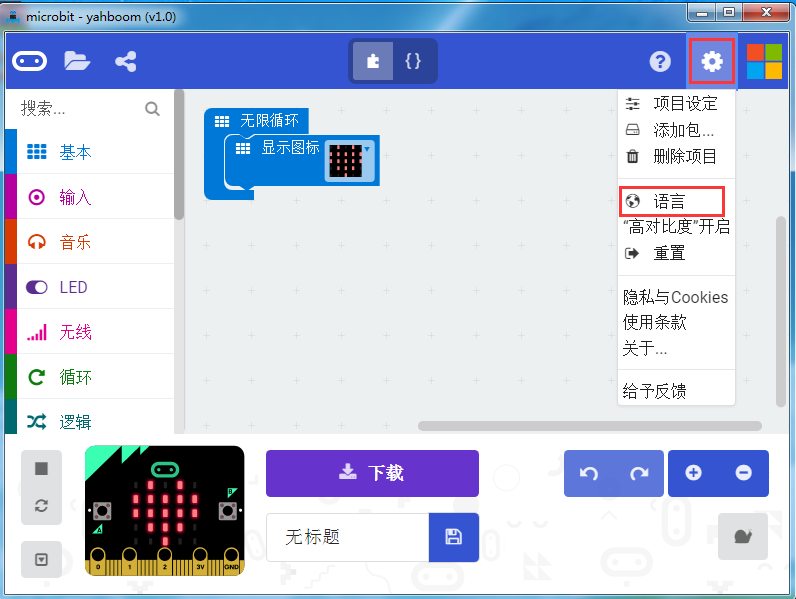 microbit - yahboom (v1.0)
{ }
?
搜索...
基本
输入
音乐
LED
无线
循环
逻辑
无限循环
显示图标
项目设定
添加包...
删除项目
语言
“高对比度”开启
重置
隐私与Cookies
使用条款
关于...
给予反馈
A
B
0 1 2 3V GND
下载
无标题